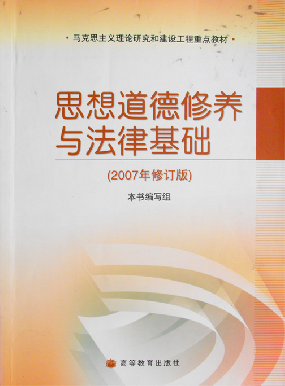 ·马克思主义理论研究和建设工程重点教材·
思想道德修养
与法律基础
(2007年修订版)
本书编写组
高等教育出版社